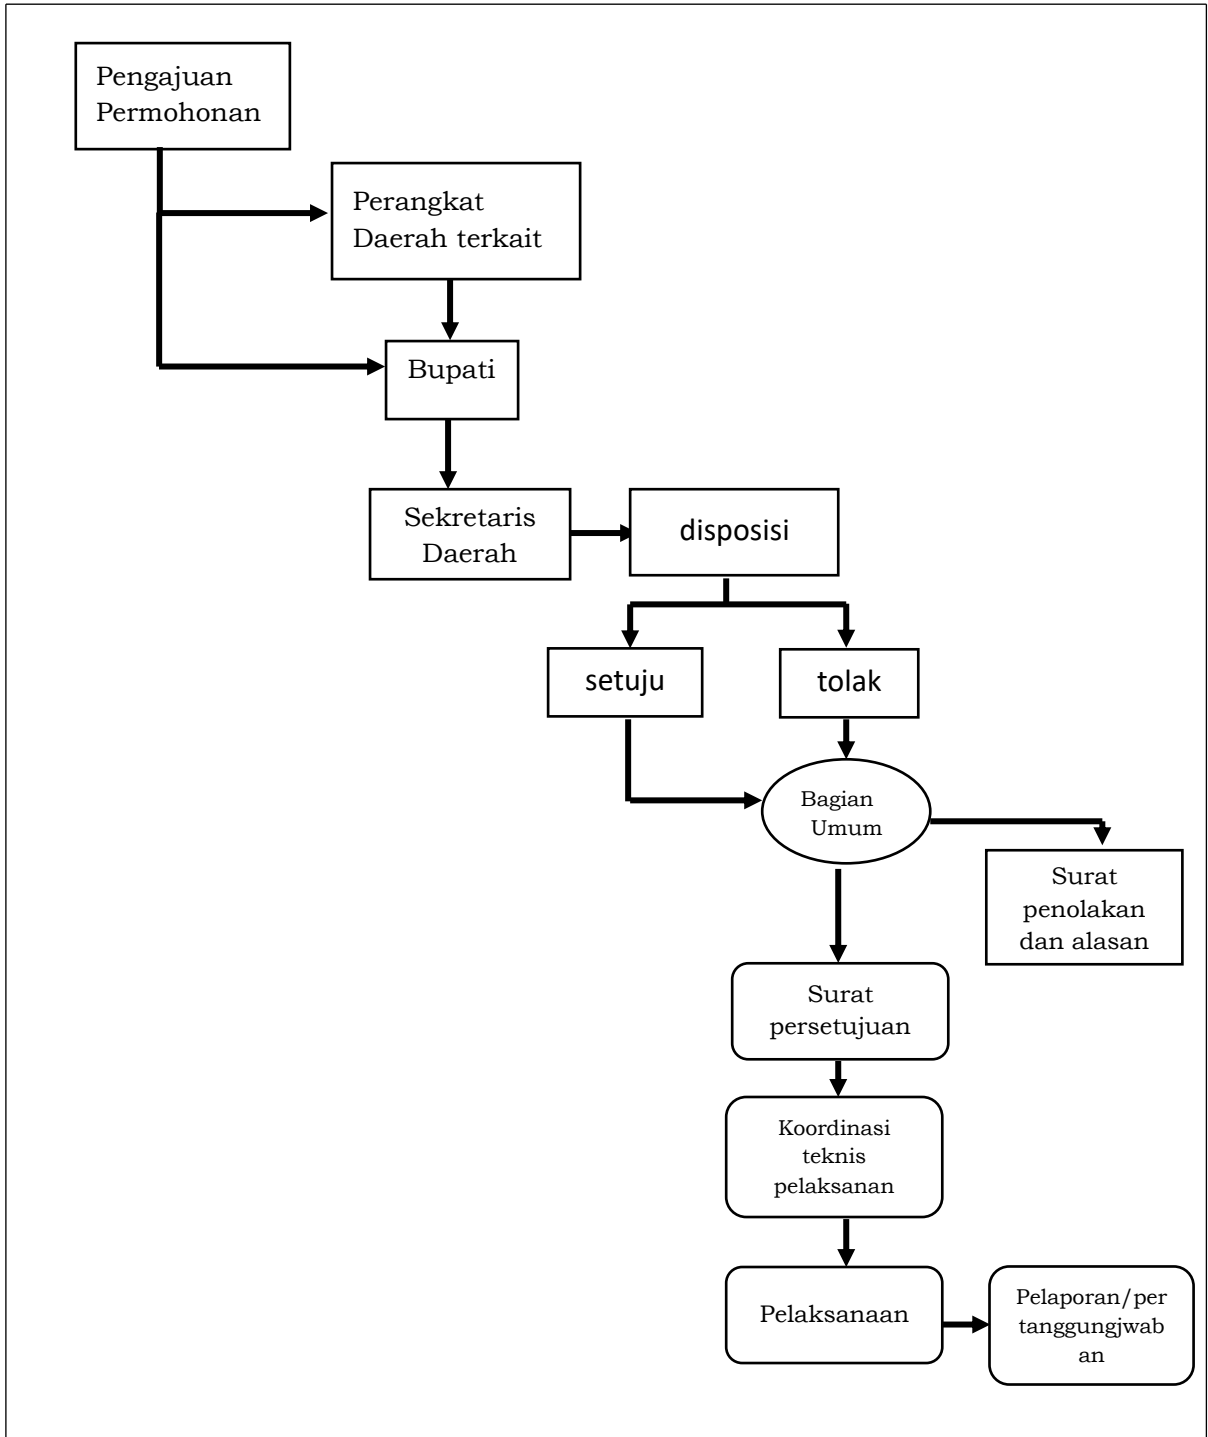 Pengajuan
Permohonan
Perangkat
Daerah terkait
Bupati
Sekretaris
Daerah
disposisi
setuju
tolak
Bagian
Umum
Surat
penolakan
dan alasan
Surat
persetujuan
Koordinasi
teknis
pelaksanan
Pelaksanaan
Pelaporan/per
tanggungjwab
an